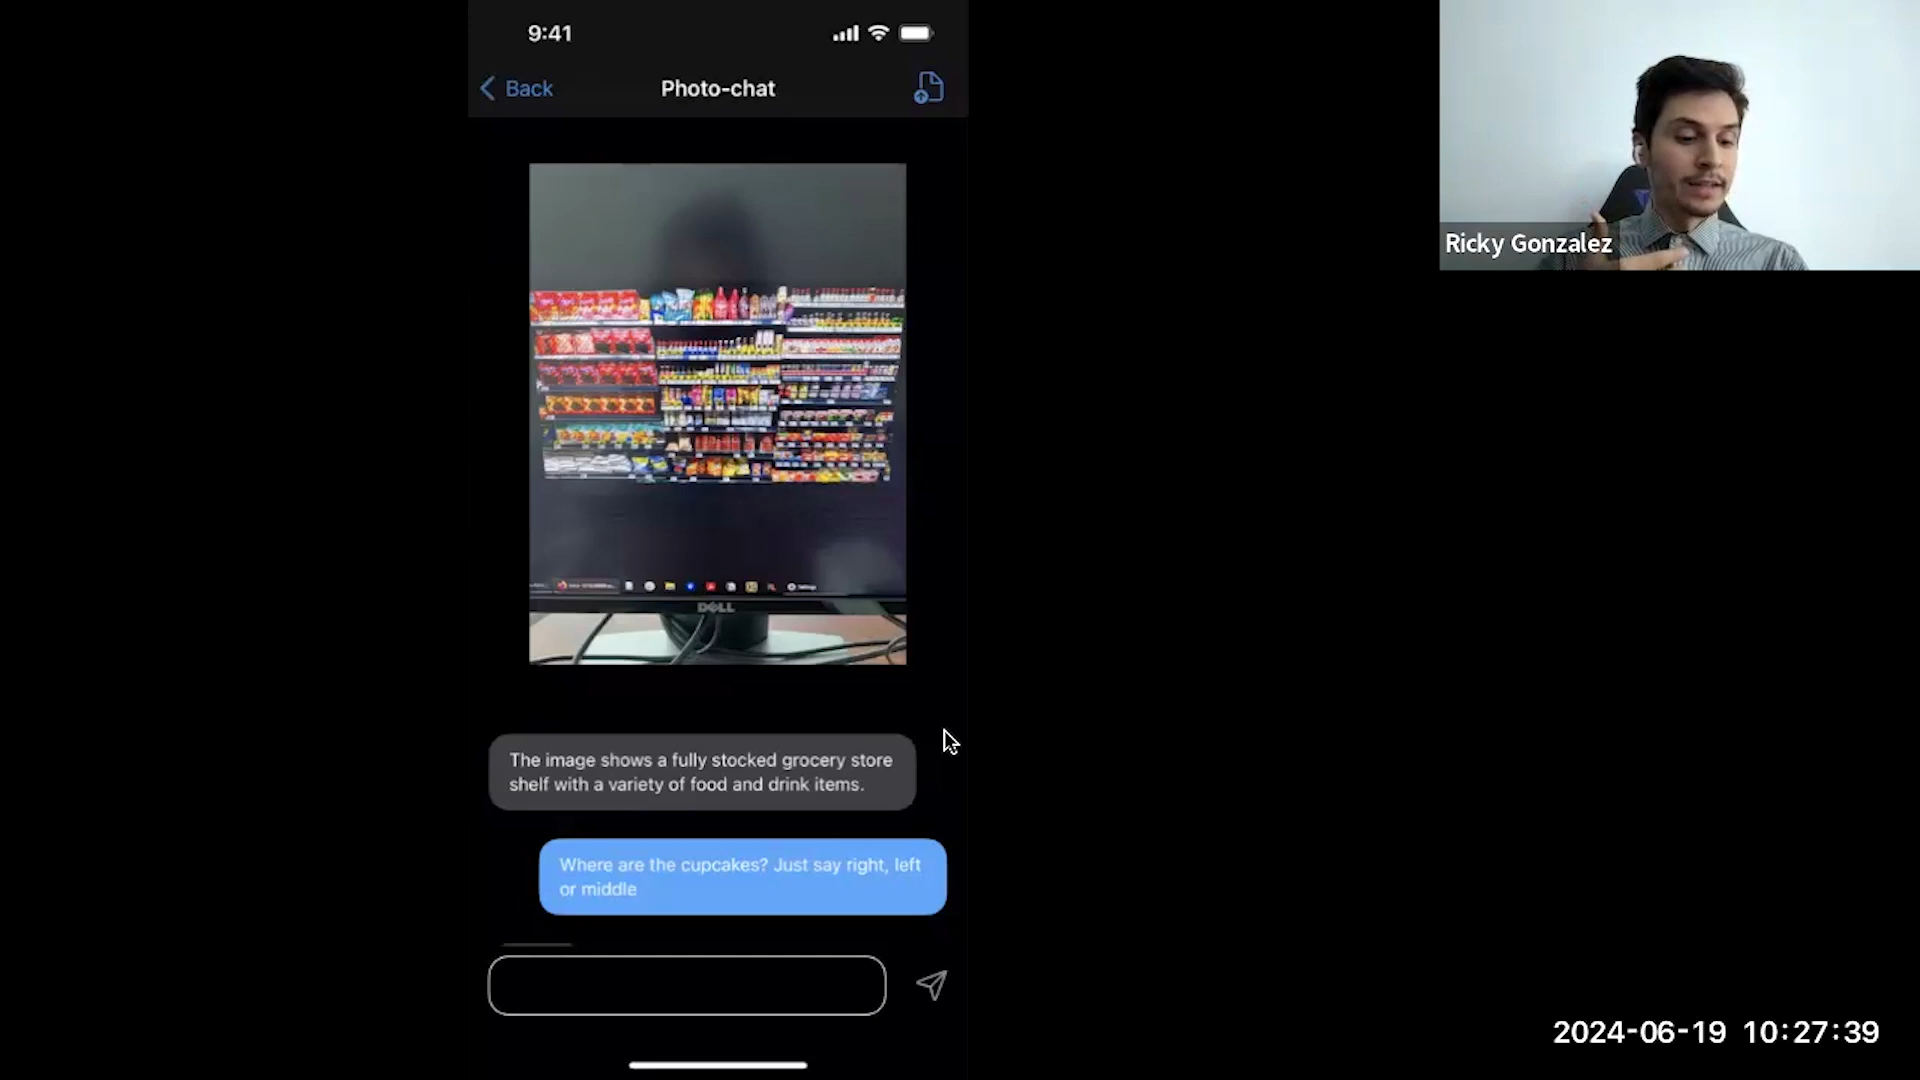 9:41
Back
Photo-chat
DELL
The image shows a fully stocked grocery store
shelf with a variety of food and drink items.
Where are the cupcakes? Just say right, left
or middle
Ricky Gonzalez
2024-06-19 10:27:39